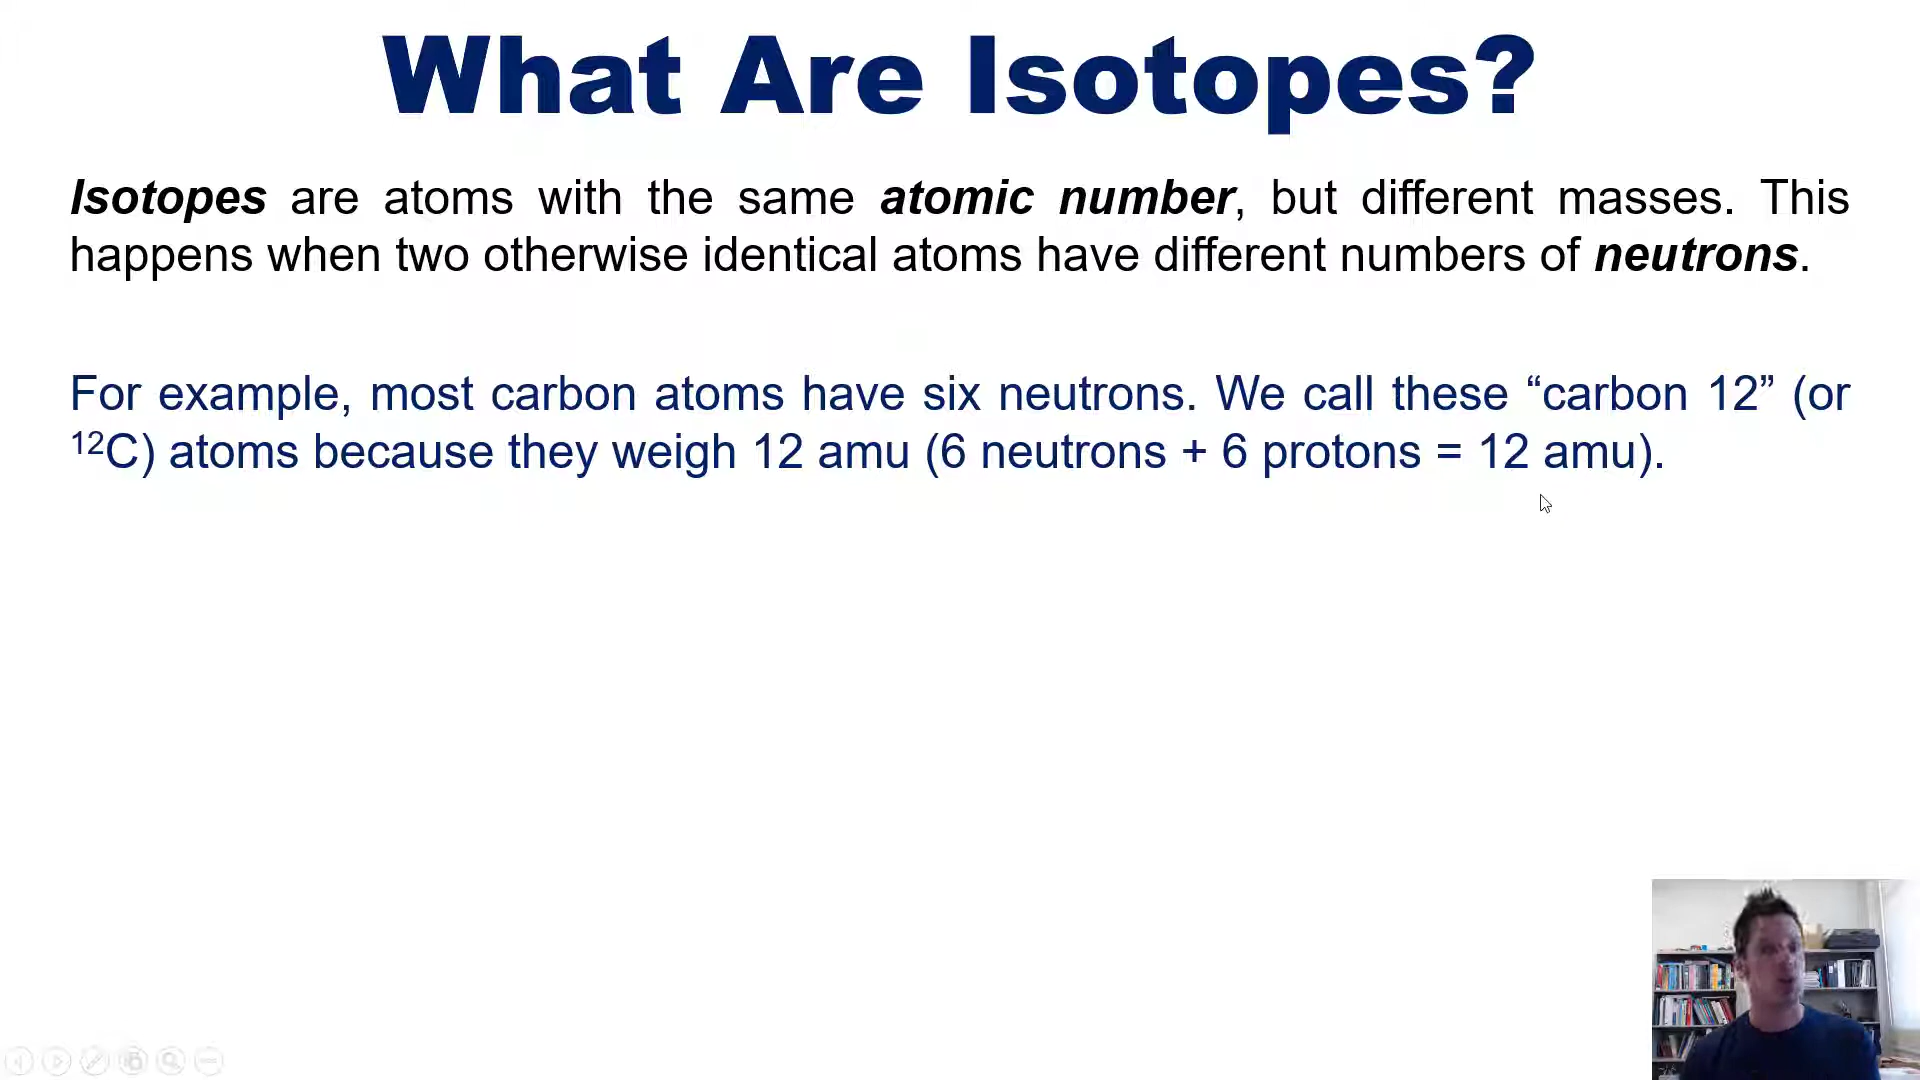 What Are Isotopes?
Isotopes are atoms with the same atomic number, but different masses. This
happens when two otherwise identical atoms have different numbers of neutrons.
For example, most carbon atoms have six neutrons. We call these “carbon 12” (or
¹²C) atoms because they weigh 12 amu (6 neutrons + 6 protons = 12 amu).